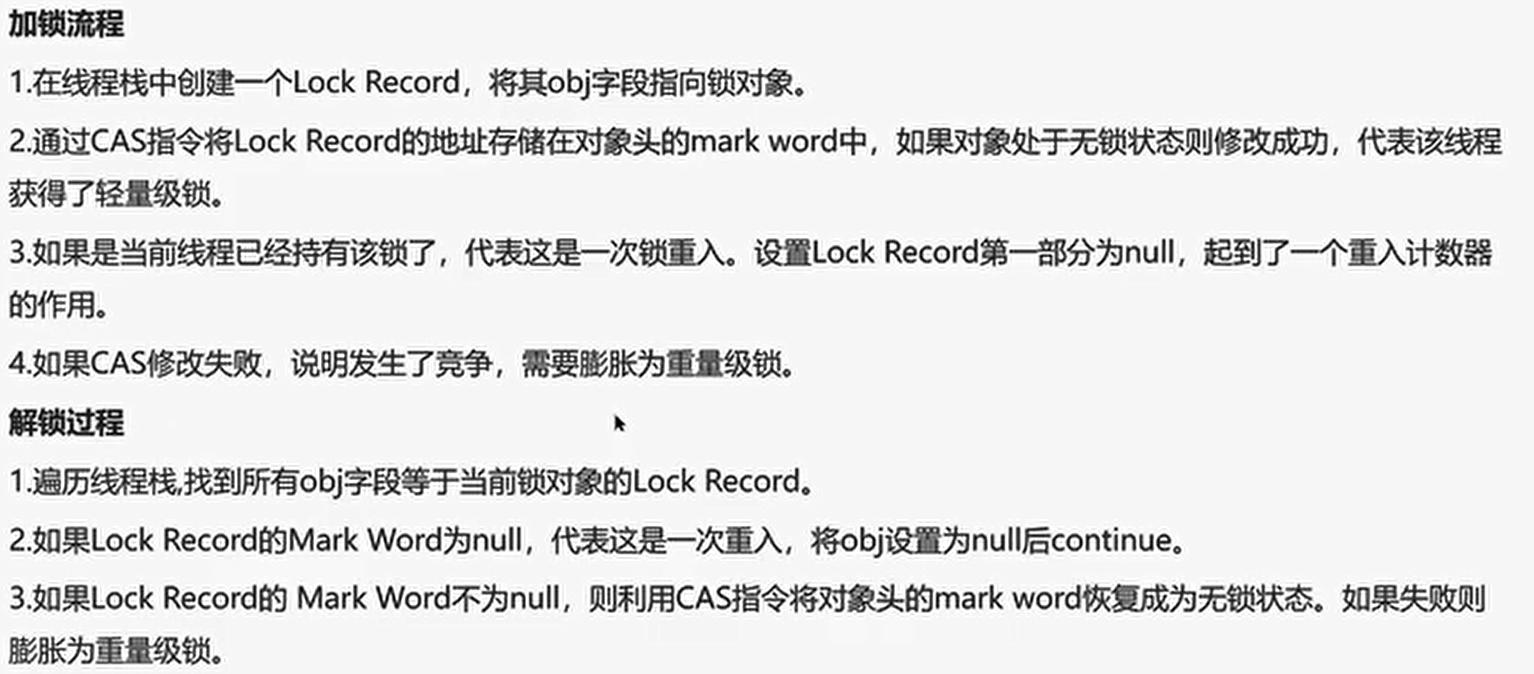 加锁流程
1.在线程栈中创建一个Lock Record，将其obj字段指向锁对象。
2.通过CAS指令将Lock Record的地址存储在对象头的mark word中，如果对象处于无锁状态则修改成功，代表该线程
获得了轻量级锁。
3.如果是当前线程已经持有该锁了，代表这是一次锁重入。设置Lock Record第一部分为null，起到了一个重入计数器
的作用。
4.如果CAS修改失败，说明发生了竞争，需要膨胀为重量级锁。
解锁过程
1.遍历线程栈,找到所有obj字段等于当前锁对象的Lock Record。
2.如果Lock Record的Mark Word为null，代表这是一次重入，将obj设置为null后continue。
3.如果Lock Record的 Mark Word不为null，则利用CAS指令将对象头的mark word恢复成为无锁状态。如果失败则
膨胀为重量级锁。